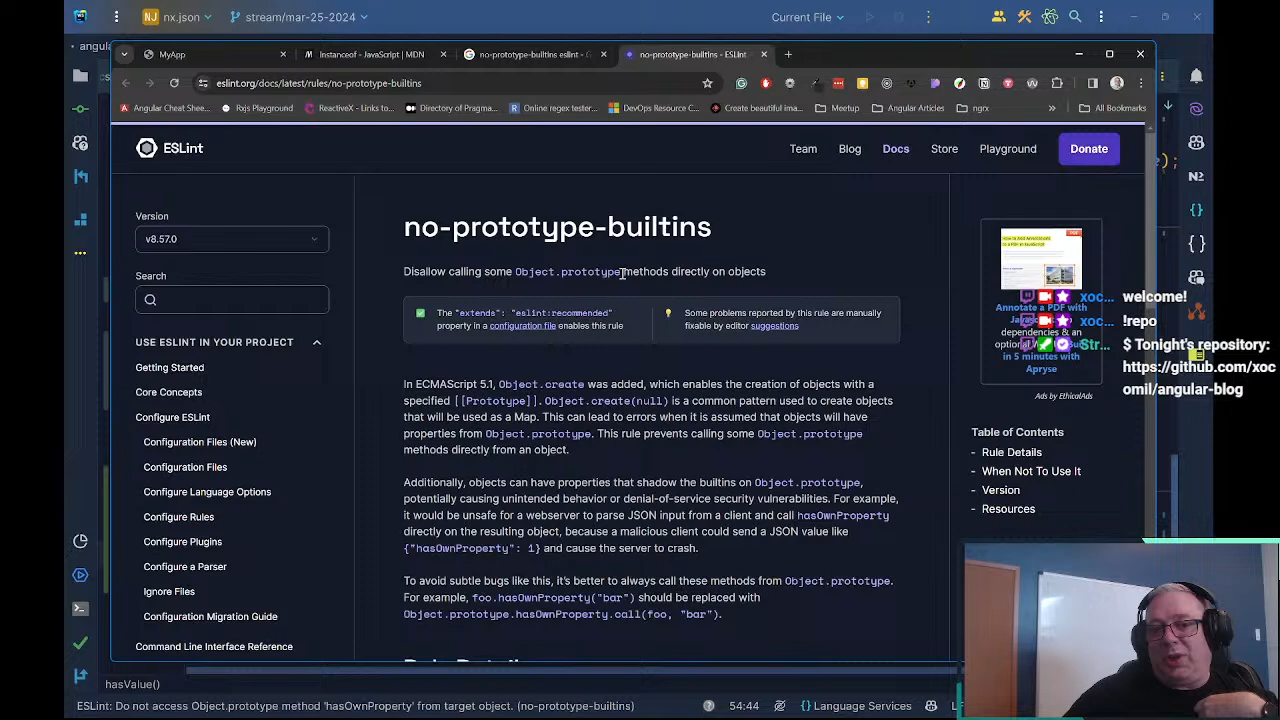 nx.json
stream/mar-25-2024
Current File
angula
MyApp
Instanceof - JavaScript | MDN
no-prototype-builtins eslint - G
no-prototype-builtins - ESLint
eslint.org/docs/latest/rules/no-prototype-builtins
Angular Cheat Shee...
Rxjs Playground
ReactiveX - Links to...
Directory of Pragma...
Online regex tester...
DevOps Resource C...
Create beautiful ima...
Meetup
Angular Articles
ngrx
All Bookmarks
ESLint
Team
Blog
Docs
Store
Playground
Donate
Version
v8.57.0
Search
USE ESLINT IN YOUR PROJECT
Getting Started
Core Concepts
Configure ESLint
Configuration Files (New)
Configuration Files
Configure Language Options
Configure Rules
Configure Plugins
Configure a Parser
Ignore Files
Configuration Migration Guide
Command Line Interface Reference
no-prototype-builtins
Disallow calling some Object.prototype methods directly on objects
The "extends": "eslint:recommended"
property in a configuration file enables this rule
Some problems reported by this rule are manually
fixable by editor suggestions
In ECMAScript 5.1, Object.create was added, which enables the creation of objects with a
specified [[Prototype]]. Object.create(null) is a common pattern used to create objects
that will be used as a Map. This can lead to errors when it is assumed that objects will have
properties from Object.prototype. This rule prevents calling some Object.prototype
methods directly from an object.
Additionally, objects can have properties that shadow the builtins on Object.prototype,
potentially causing unintended behavior or denial-of-service security vulnerabilities. For example,
it would be unsafe for a webserver to parse JSON input from a client and call hasOwnProperty
directly on the resulting object, because a malicious client could send a JSON value like
{"hasOwnProperty": 1} and cause the server to crash.
To avoid subtle bugs like this, it's better to always call these methods from Object.prototype.
For example, foo.hasOwnProperty("bar") should be replaced with
Object.prototype.hasOwnProperty.call(foo, "bar").
PDF
Annotate a PDF with
dependencies & an
in 5 minutes with
Apryse
Ads by EthicalAds
Table of Contents
- Rule Details
- When Not To Use It
- Version
- Resources
xoc... welcome!
xoc... !repo
Str... $ Tonight's repository:
https://github.com/xoc
omil/angular-blog
N2
hasValue()
ESLint: Do not access Object.prototype method 'hasOwnProperty' from target object. (no-prototype-builtins)
54:44
Language Services